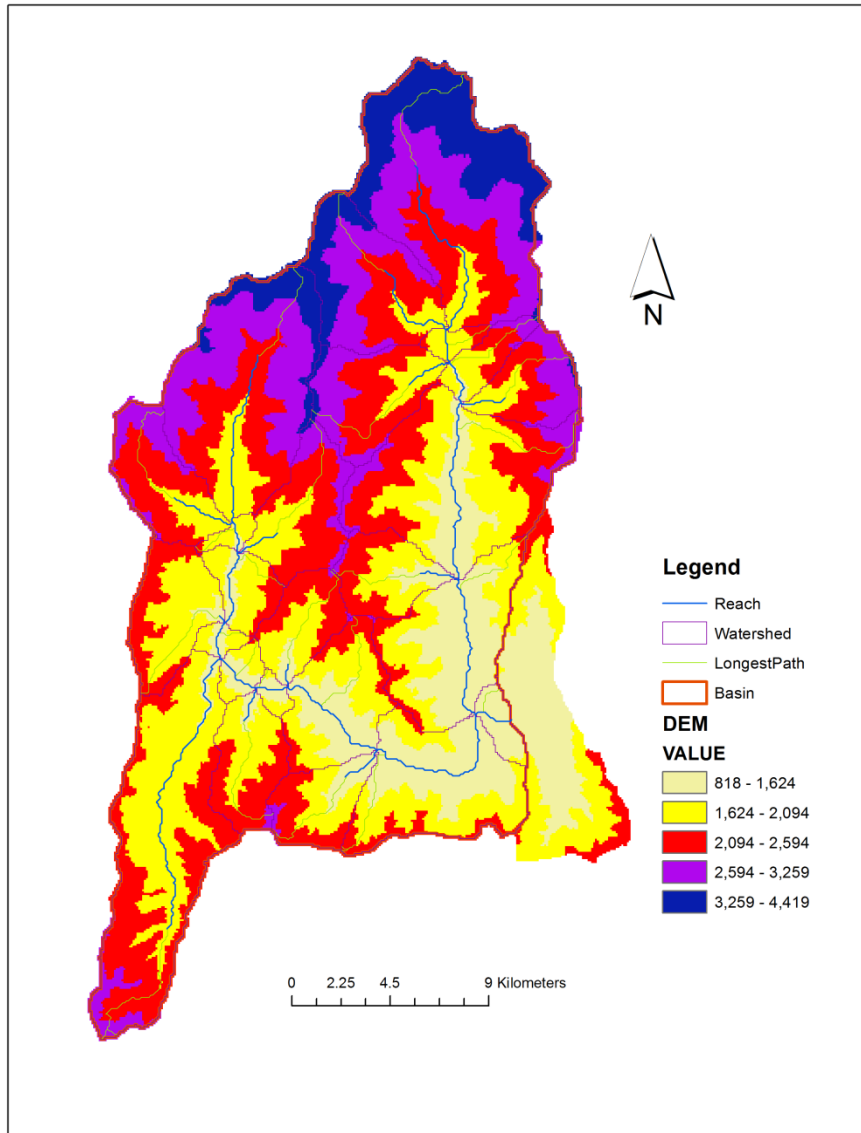 N
Legend
Reach
Watershed
LongestPath
Basin
DEM
VALUE
818 - 1,624
1,624 - 2,094
2,094 - 2,594
2,594 - 3,259
3,259 - 4,419
0 2.25 4.5 9 Kilometers